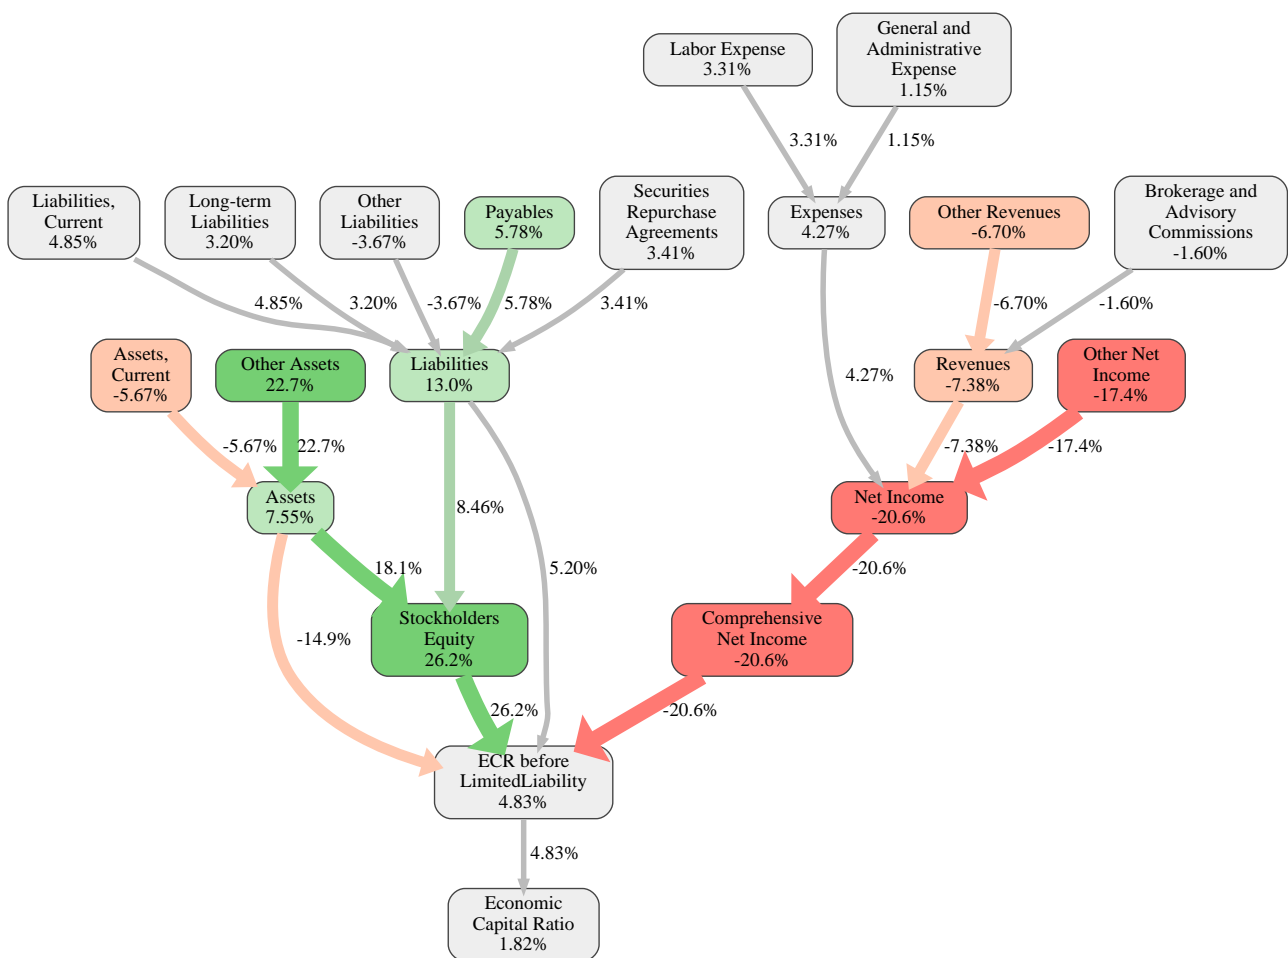 General and
Administrative
Expense
1.15%
Labor Expense
3.31%
3.31%
1.15%
Liabilities,
Current
4.85%
Long-term
Liabilities
3.20%
Other
Liabilities
-3.67%
Payables
5.78%
Securities
Repurchase
Agreements
3.41%
Expenses
4.27%
Other Revenues
-6.70%
Brokerage and
Advisory
Commissions
-1.60%
4.85%
3.20%
-3.67%
5.78%
3.41%
-6.70%
-1.60%
Assets,
Current
-5.67%
Other Assets
22.7%
Liabilities
13.0%
4.27%
Revenues
-7.38%
Other Net
Income
-17.4%
-5.67%
22.7%
-7.38%
-17.4%
Assets
7.55%
8.46%
Net Income
-20.6%
18.1%
5.20%
-20.6%
-14.9%
Stockholders
Equity
26.2%
Comprehensive
Net Income
-20.6%
26.2%
-20.6%
ECR before
LimitedLiability
4.83%
4.83%
Economic
Capital Ratio
1.82%